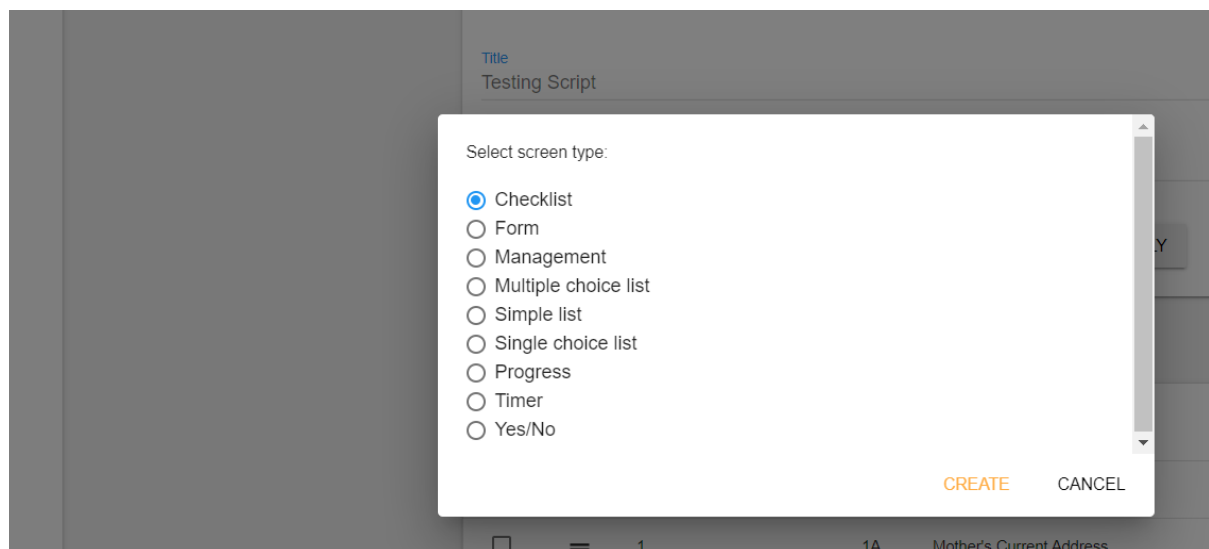 Title
Testing Script
Select screen type:
Checklist
Form
Management
Multiple choice list
Simple list
Single choice list
Progress
Timer
Yes/No
CREATE CANCEL
1 1A Mother's Current Address